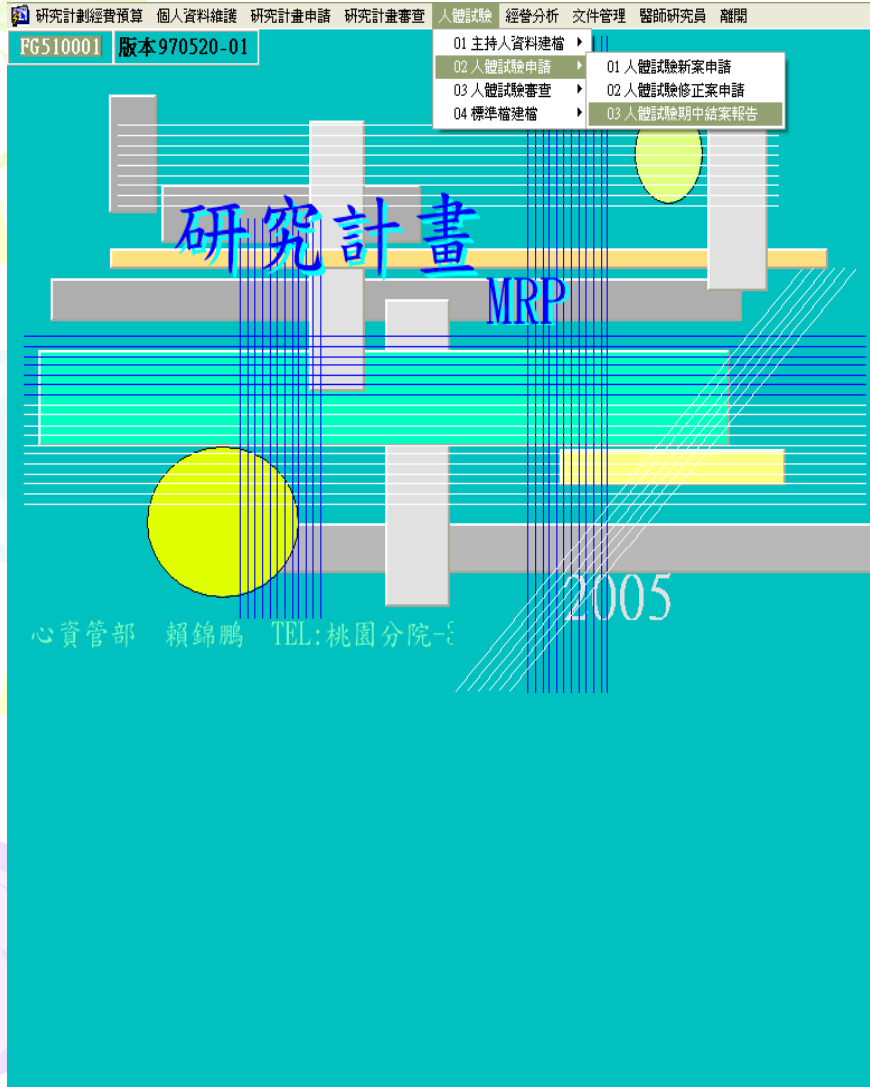 研究計劃經費預算 個人資料維護 研究計畫申請 研究計畫審查 人體試驗 經營分析 文件管理 醫師研究員 離開
FG510001 版本970520-01
01 主持人資料建檔
02 人體試驗申請
03 人體試驗審查
04 標準檔建檔
01 人體試驗新案申請
02 人體試驗修正案申請
03 人體試驗期中結案報告
研究計畫
MRP
2005
心資管部 賴錦鵬 TEL:桃園分院-